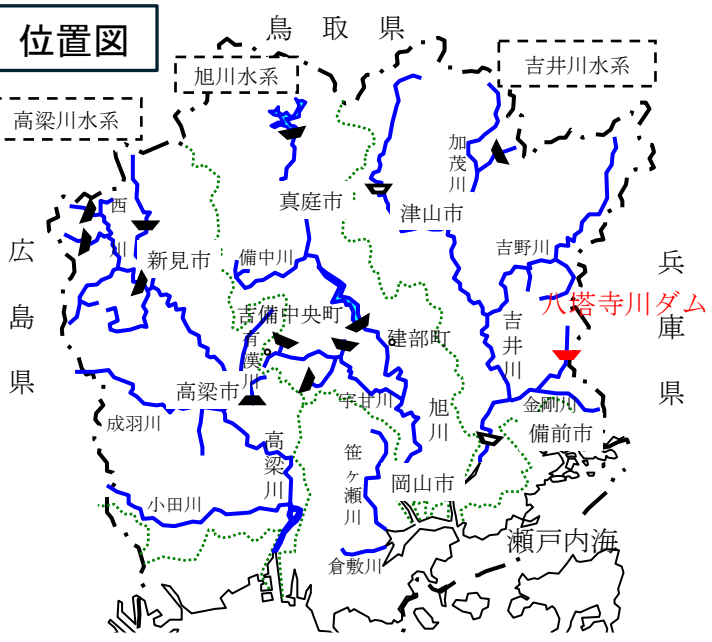 位置図
鳥取県
旭川水系
吉井川水系
高梁川水系
加茂川
西川
真庭市
津山市
広島県
新見市
備中川
吉野川
兵庫県
八塔寺川ダム
吉備中央町
有漢川
建部町
吉井川
高梁市
宇甘川
旭川
金剛川
成羽川
備前市
高梁川
笹ヶ瀬川
岡山市
小田川
瀬戸内海
倉敷川